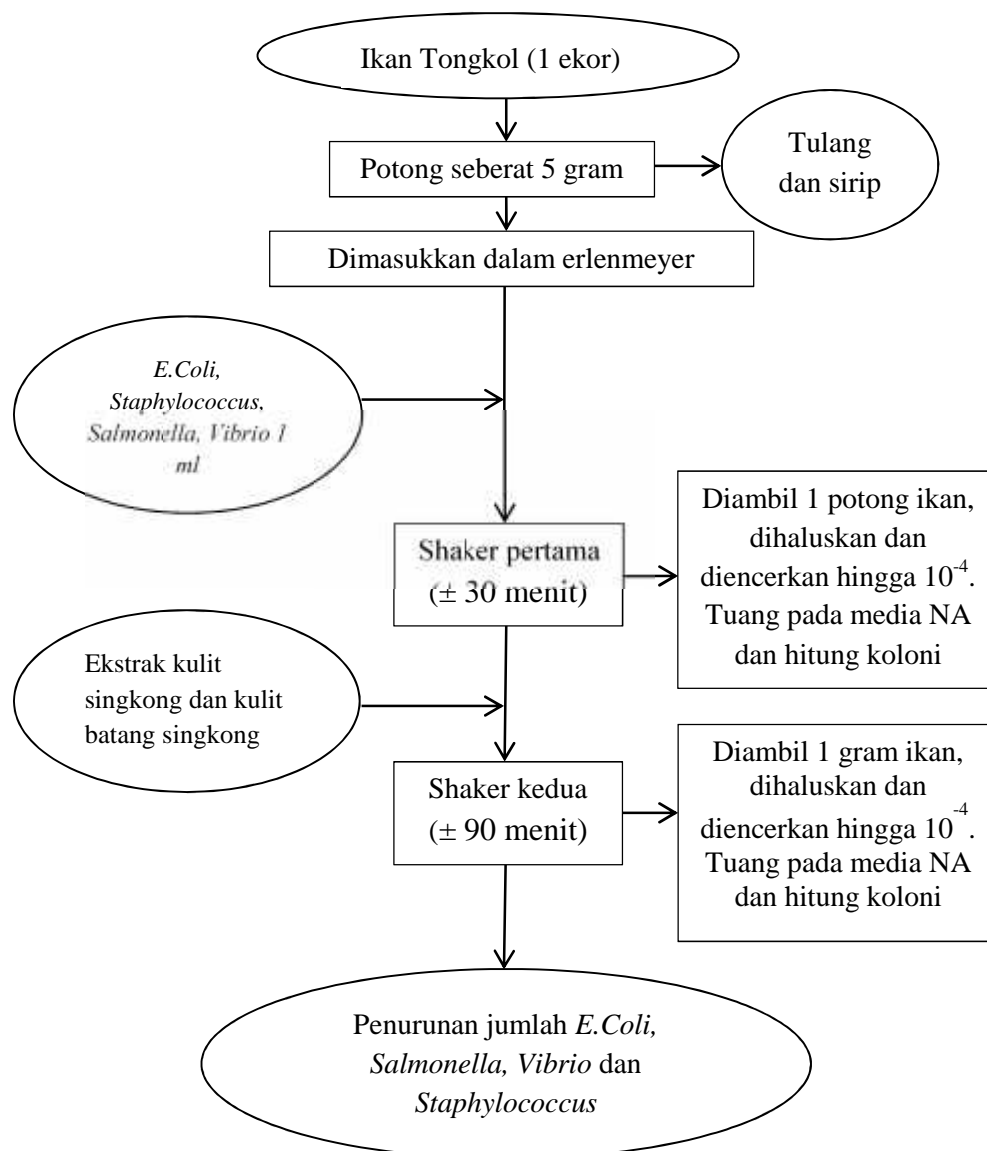 Ikan Tongkol (1 ekor)
Potong seberat 5 gram
Tulang
dan sirip
Dimasukkan dalam erlenmeyer
E.Coli,
Staphylococcus,
Salmonella, Vibrio 1
ml
Shaker pertama
(± 30 menit)
Diambil 1 potong ikan,
dihaluskan dan
diencerkan hingga 10⁻⁴.
Tuang pada media NA
dan hitung koloni
Ekstrak kulit
singkong dan kulit
batang singkong
Shaker kedua
(± 90 menit)
Diambil 1 gram ikan,
dihaluskan dan
diencerkan hingga 10⁻⁴.
Tuang pada media NA
dan hitung koloni
Penurunan jumlah E.Coli,
Salmonella, Vibrio dan
Staphylococcus